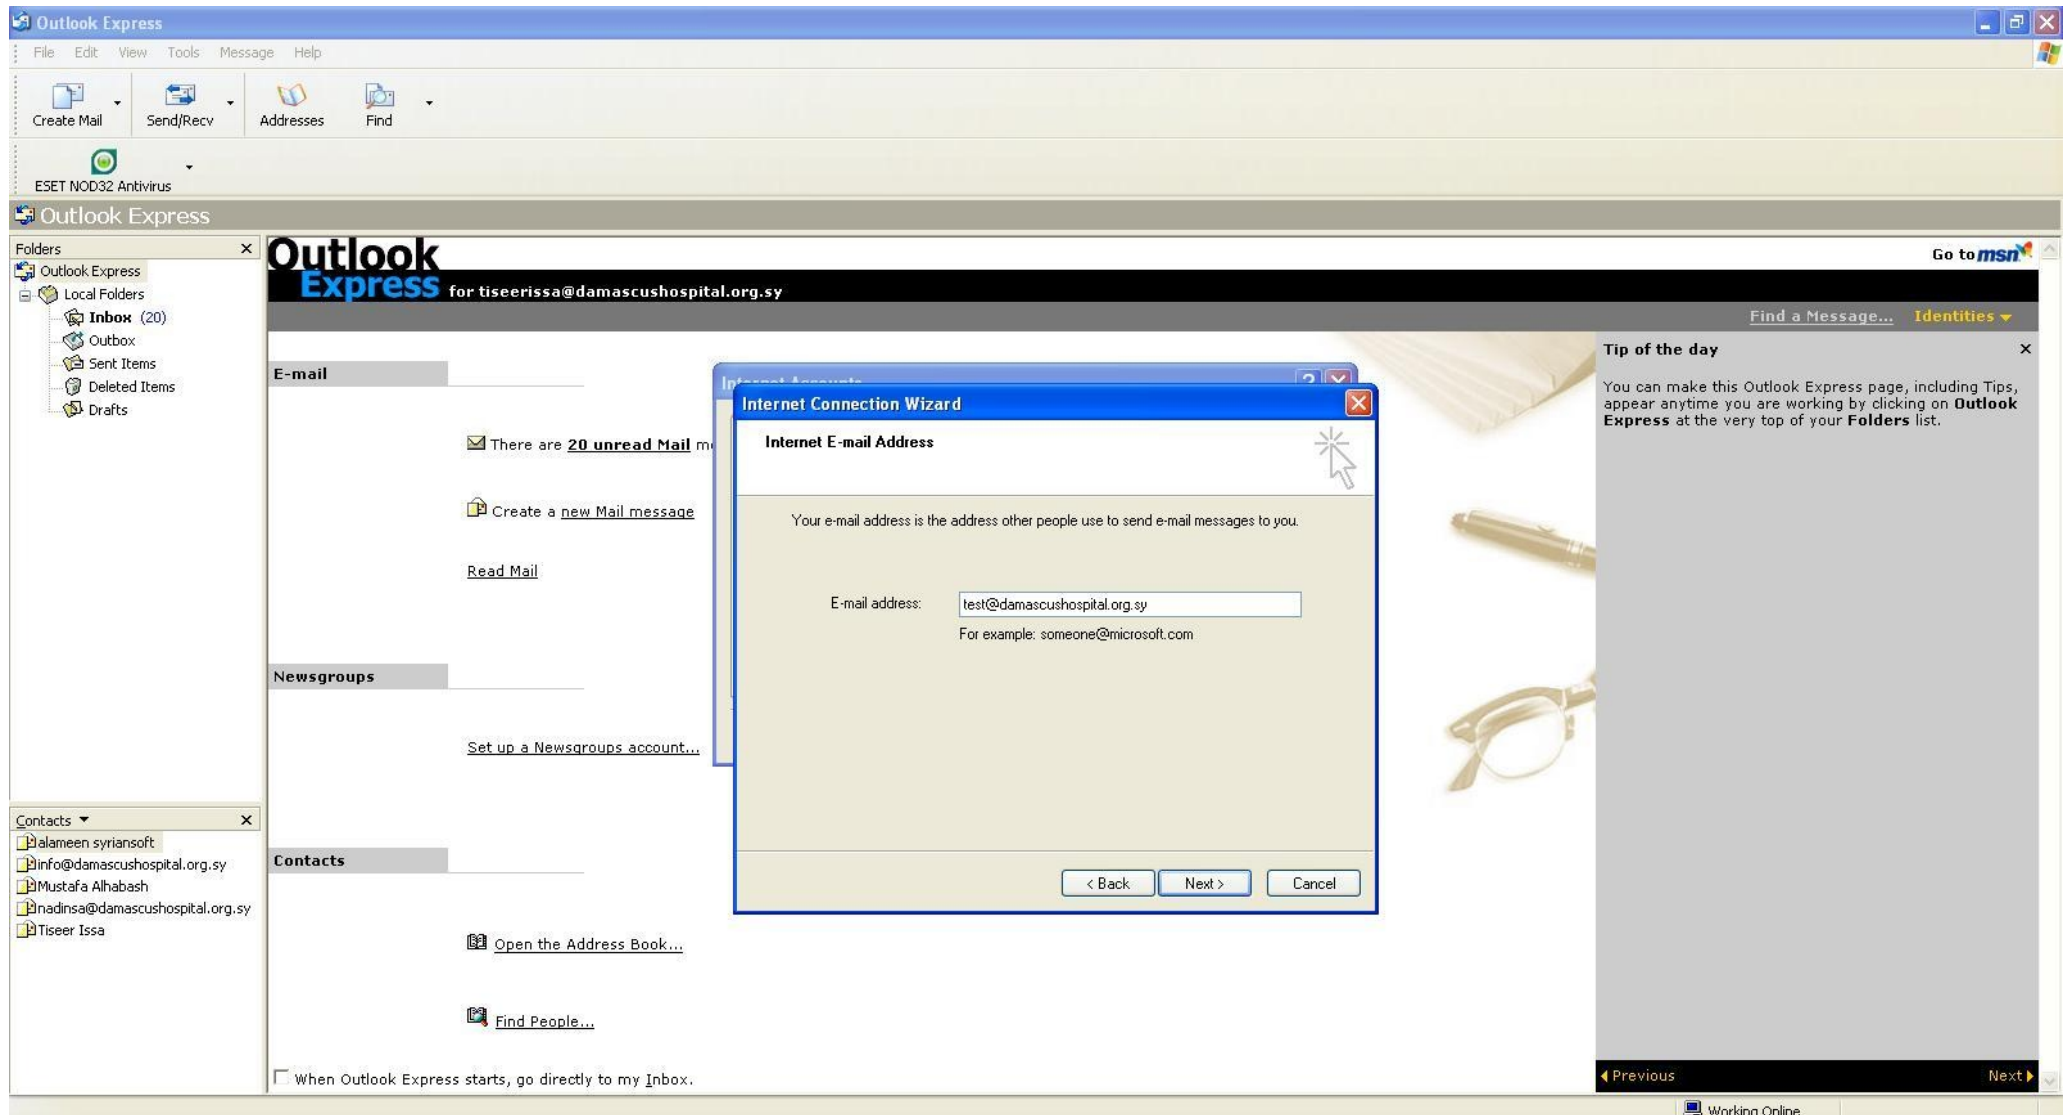 Outlook Express
File Edit View Tools Message Help
Create Mail Send/Recv Addresses Find
ESET NOD32 Antivirus
Outlook Express
Folders
Outlook Express
Local Folders
Inbox (20)
Outbox
Sent Items
Deleted Items
Drafts
Contacts
alameen syriansoft
info@damascushospital.org.sy
Mustafa Alhabash
nadinsa@damascushospital.org.sy
Tiseer Issa
Outlook
Express for tiseerissa@damascushospital.org.sy
Go to msn
Find a Message... Identities
E-mail
There are 20 unread Mail
Create a new Mail message
Read Mail
Newsgroups
Set up a Newsgroups account...
Contacts
Open the Address Book...
Find People...
When Outlook Express starts, go directly to my Inbox.
Internet Accounts
Internet Connection Wizard
Internet E-mail Address
Your e-mail address is the address other people use to send e-mail messages to you.
E-mail address: test@damascushospital.org.sy
For example: someone@microsoft.com
< Back Next > Cancel
Tip of the day
You can make this Outlook Express page, including Tips,
appear anytime you are working by clicking on Outlook
Express at the very top of your Folders list.
Previous Next
Working Online